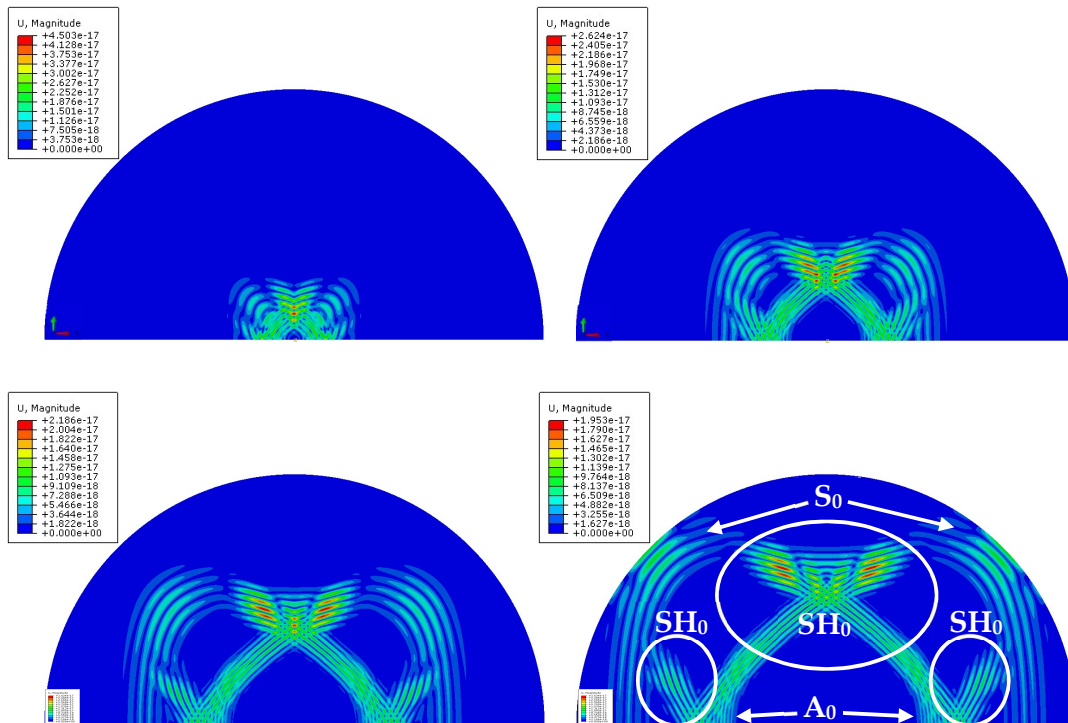 U, Magnitude
+4.503e-17
+4.128e-17
+3.753e-17
+3.377e-17
+3.002e-17
+2.627e-17
+2.252e-17
+1.876e-17
+1.501e-17
+1.126e-17
+7.505e-18
+3.753e-18
+0.000e+00
U, Magnitude
+2.624e-17
+2.405e-17
+2.186e-17
+1.968e-17
+1.749e-17
+1.530e-17
+1.312e-17
+1.093e-17
+8.745e-18
+6.559e-18
+4.373e-18
+2.186e-18
+0.000e+00
U, Magnitude
+2.186e-17
+2.004e-17
+1.822e-17
+1.640e-17
+1.458e-17
+1.275e-17
+1.093e-17
+9.109e-18
+7.288e-18
+5.466e-18
+3.644e-18
+1.822e-18
+0.000e+00
U, Magnitude
+1.953e-17
+1.790e-17
+1.627e-17
+1.465e-17
+1.302e-17
+1.139e-17
+9.764e-18
+8.137e-18
+6.509e-18
+4.882e-18
+3.255e-18
+1.627e-18
+0.000e+00
S₀
SH₀ SH₀ SH₀
A₀